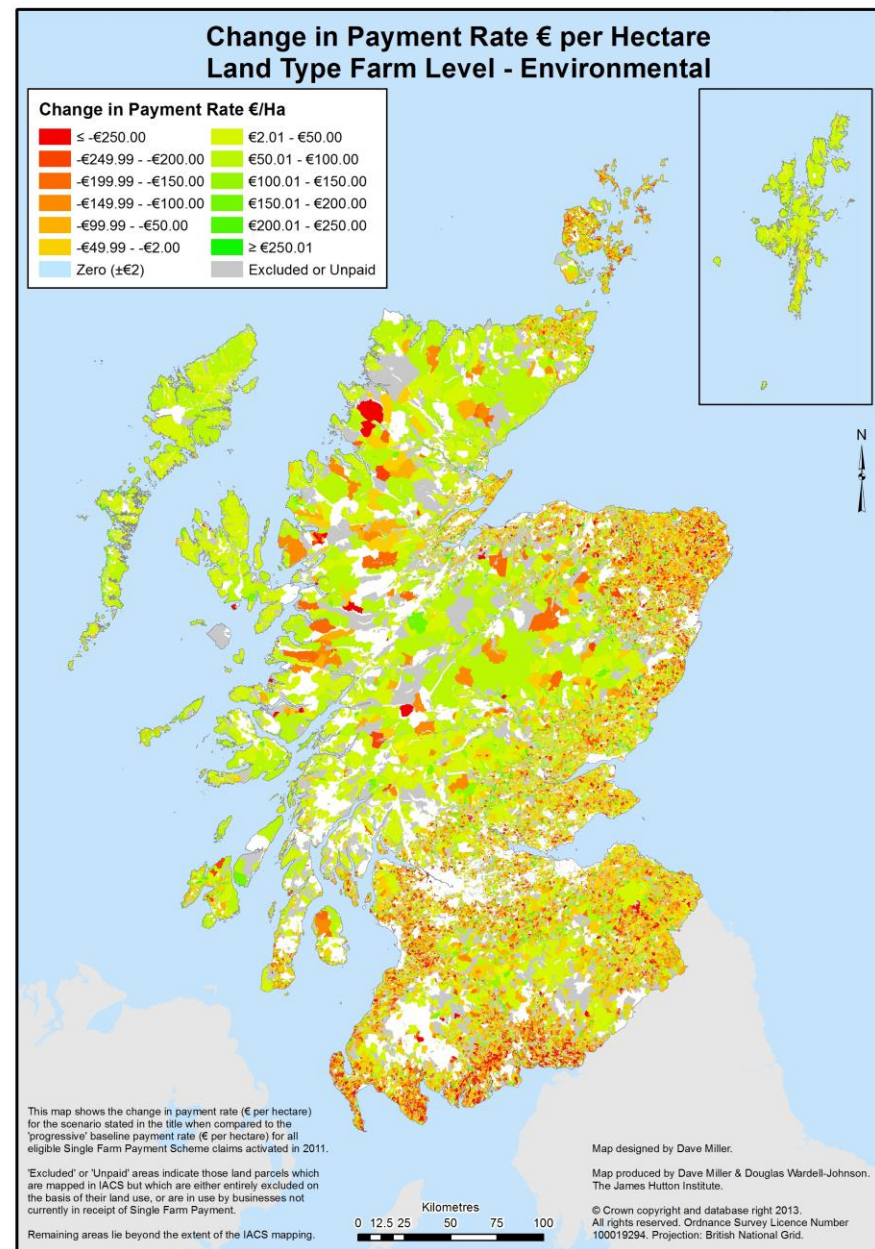 Change in Payment Rate € per Hectare
Land Type Farm Level - Environmental
Change in Payment Rate €/Ha
≤ -€250.00
-€249.99 - -€200.00
-€199.99 - -€150.00
-€149.99 - -€100.00
-€99.99 - -€50.00
-€49.99 - -€2.00
Zero (±€2)
€2.01 - €50.00
€50.01 - €100.00
€100.01 - €150.00
€150.01 - €200.00
€200.01 - €250.00
≥ €250.01
Excluded or Unpaid
N
This map shows the change in payment rate (€ per hectare)
for the scenario stated in the title when compared to the
'progressive' baseline payment rate (€ per hectare) for all
eligible Single Farm Payment Scheme claims activated in 2011.
'Excluded' or 'Unpaid' areas indicate those land parcels which
are mapped in IACS but which are either entirely excluded on
the basis of their land use, or are in use by businesses not
currently in receipt of Single Farm Payment.
Remaining areas lie beyond the extent of the IACS mapping.
Kilometres
0 12.5 25 50 75 100
Map designed by Dave Miller.
Map produced by Dave Miller & Douglas Wardell-Johnson.
The James Hutton Institute.
© Crown copyright and database right 2013.
All rights reserved. Ordnance Survey Licence Number
100019294. Projection: British National Grid.